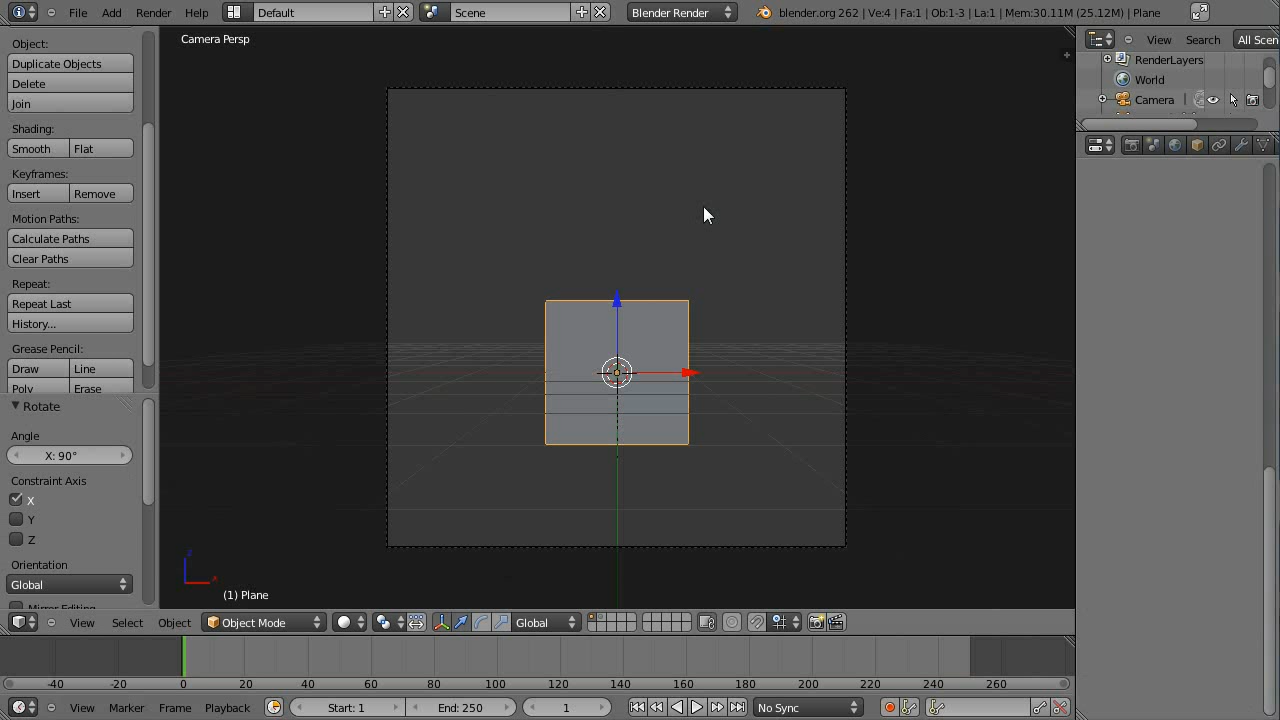 File Add Render Help Default Scene Blender Render blender.org 262 | Ve:4 | Fa:1 | Ob:1-3 | La:1 | Mem:30.11M (25.12M) | Plane
Object:
Duplicate Objects
Delete
Join
Shading:
Smooth Flat
Keyframes:
Insert Remove
Motion Paths:
Calculate Paths
Clear Paths
Repeat:
Repeat Last
History...
Grease Pencil:
Draw Line
Poly Erase
Rotate
Angle
X: 90°
Constraint Axis
X
Y
Z
Orientation
Global
Mirror Editing
Camera Persp
(1) Plane
View Search All Scen
RenderLayers
World
Camera
View Select Object Object Mode Global
-40 -20 0 20 40 60 80 100 120 140 160 180 200 220 240 260
View Marker Frame Playback Start: 1 End: 250 1 No Sync